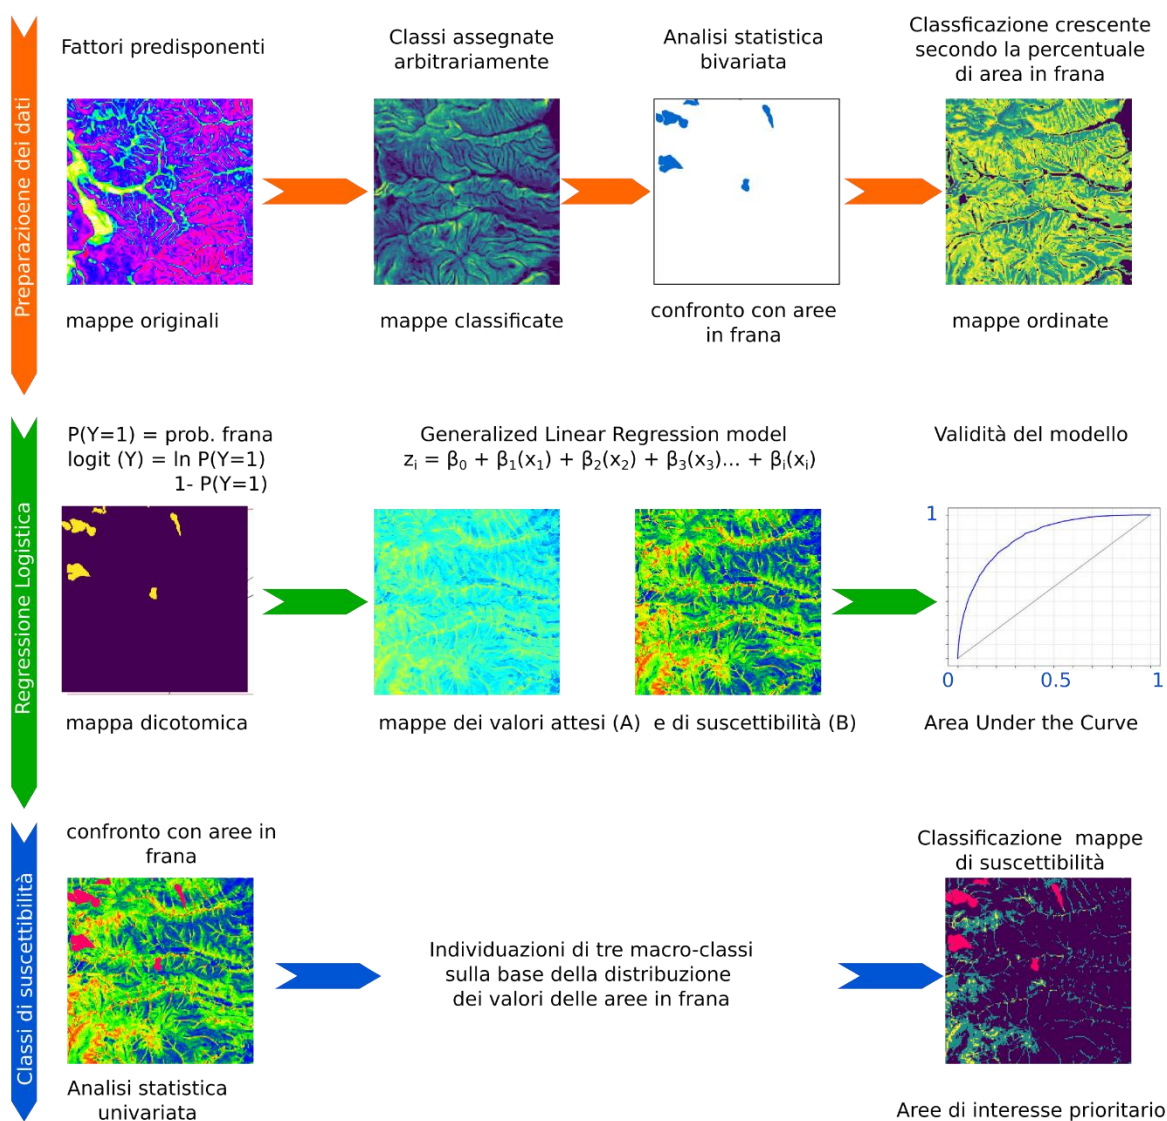 Preparazioene dei dati
Fattori predisponenti
mappe originali
Classi assegnate
arbitrariamente
mappe classificate
Analisi statistica
bivariata
confronto con aree
in frana
Classficazione crescente
secondo la percentuale
di area in frana
mappe ordinate
Regressione Logistica
P(Y=1) = prob. frana
logit (Y) = ln P(Y=1)
1- P(Y=1)
mappa dicotomica
Generalized Linear Regression model
zᵢ = β₀ + β₁(x₁) + β₂(x₂) + β₃(x₃)... + βᵢ(xᵢ)
mappe dei valori attesi (A) e di suscettibilità (B)
Validità del modello
1
0 0.5 1
Area Under the Curve
Classi di suscettibilità
confronto con aree in
frana
Analisi statistica
univariata
Individuazioni di tre macro-classi
sulla base della distribuzione
dei valori delle aree in frana
Classificazione mappe
di suscettibilità
Aree di interesse prioritario